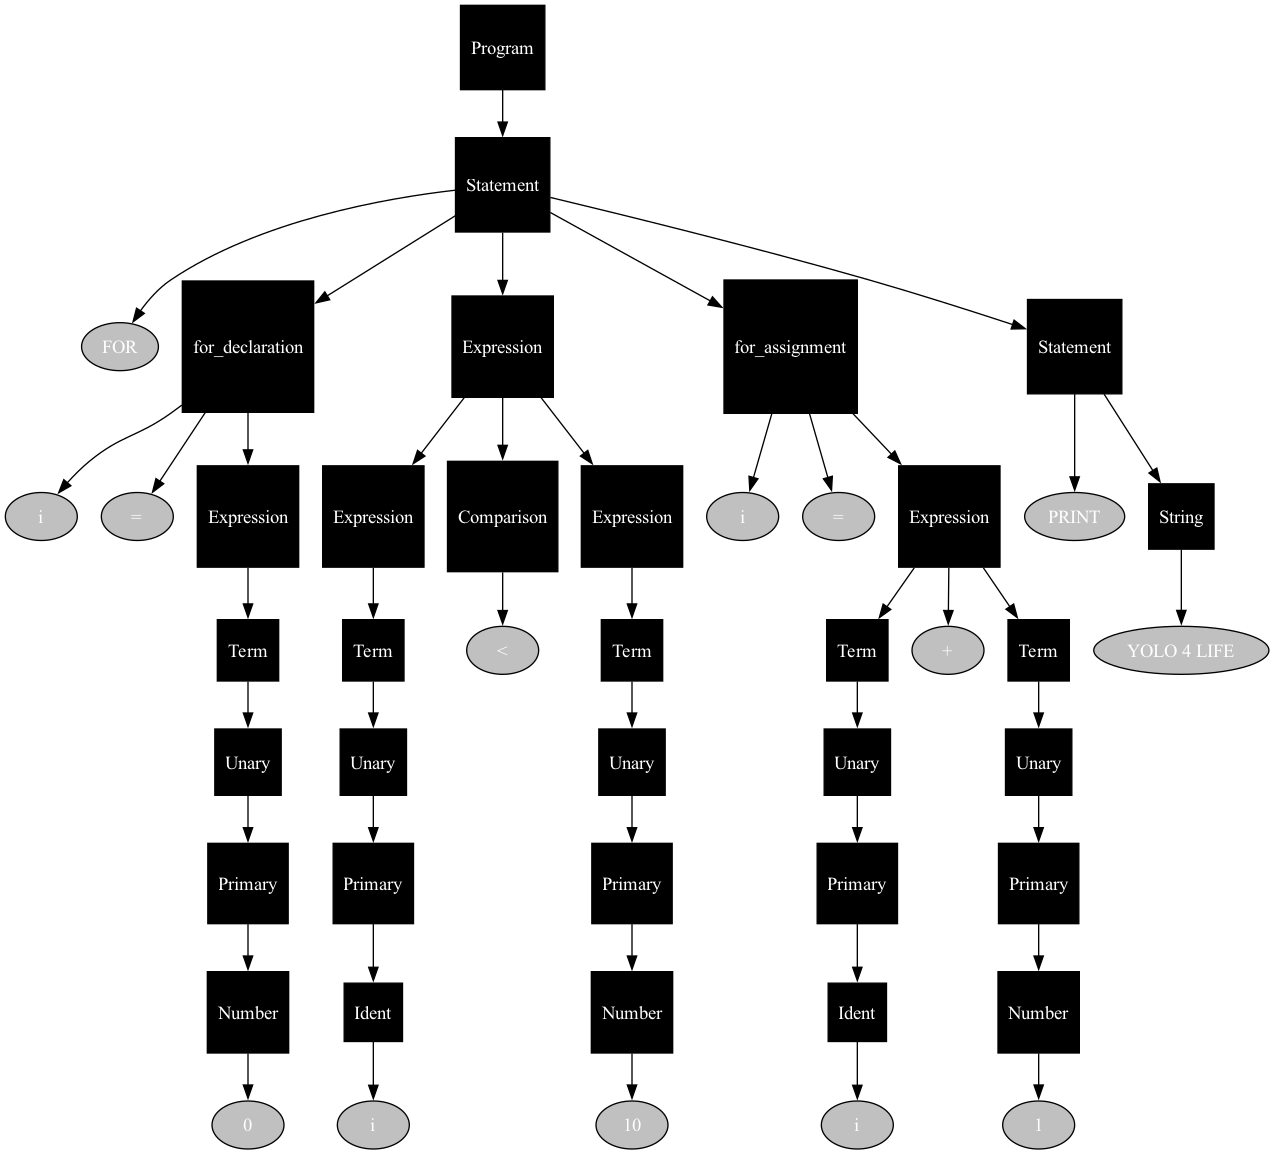 Program
Statement
FOR
for_declaration
Expression
for_assignment
Statement
i
=
Expression
Expression
Comparison
Expression
i
=
Expression
PRINT
String
Term
Term
<
Term
Term
+
Term
YOLO 4 LIFE
Unary
Unary
Unary
Unary
Unary
Primary
Primary
Primary
Primary
Primary
Number
Ident
Number
Ident
Number
0
i
10
i
1